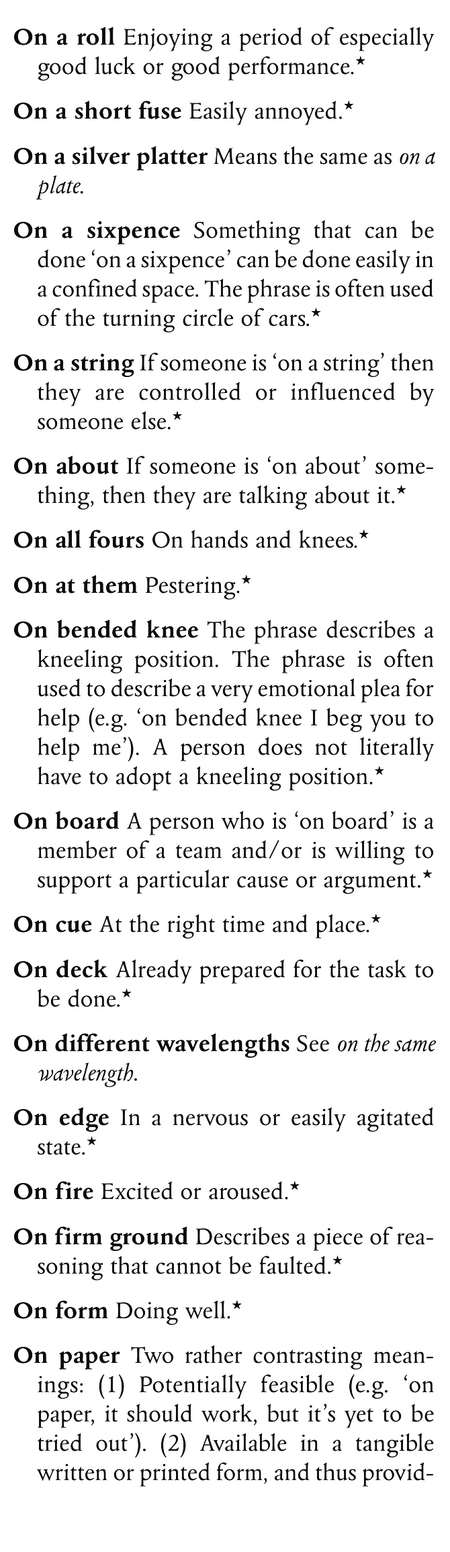 On a roll Enjoying a period of especially
good luck or good performance.★
On a short fuse Easily annoyed.★
On a silver platter Means the same as on a
plate.
On a sixpence Something that can be
done ‘on a sixpence’ can be done easily in
a confined space. The phrase is often used
of the turning circle of cars.★
On a string If someone is ‘on a string’ then
they are controlled or influenced by
someone else.★
On about If someone is ‘on about’ some-
thing, then they are talking about it.★
On all fours On hands and knees.★
On at them Pestering.★
On bended knee The phrase describes a
kneeling position. The phrase is often
used to describe a very emotional plea for
help (e.g. ‘on bended knee I beg you to
help me’). A person does not literally
have to adopt a kneeling position.★
On board A person who is ‘on board’ is a
member of a team and/or is willing to
support a particular cause or argument.★
On cue At the right time and place.★
On deck Already prepared for the task to
be done.★
On different wavelengths See on the same
wavelength.
On edge In a nervous or easily agitated
state.★
On fire Excited or aroused.★
On firm ground Describes a piece of rea-
soning that cannot be faulted.★
On form Doing well.★
On paper Two rather contrasting mean-
ings: (1) Potentially feasible (e.g. ‘on
paper, it should work, but it’s yet to be
tried out’). (2) Available in a tangible
written or printed form, and thus provid-